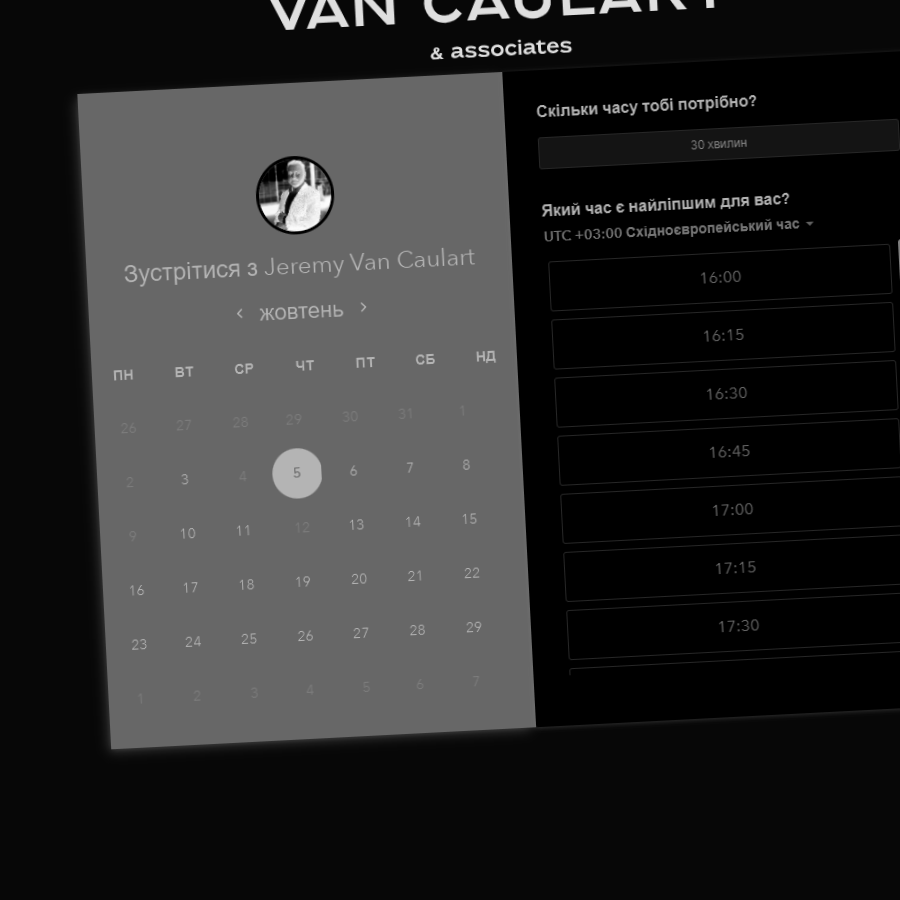 VAN CAULART
& associates
Зустрітися з Jeremy Van Caulart
жовтень
ПН ВТ СР ЧТ ПТ СБ НД
26 27 28 29 30 31 1
2 3 4 5 6 7 8
9 10 11 12 13 14 15
16 17 18 19 20 21 22
23 24 25 26 27 28 29
1 2 3 4 5 6 7
Скільки часу тобі потрібно?
30 хвилин
Який час є найліпшим для вас?
UTC +03:00 Східноєвропейський час
16:00
16:15
16:30
16:45
17:00
17:15
17:30